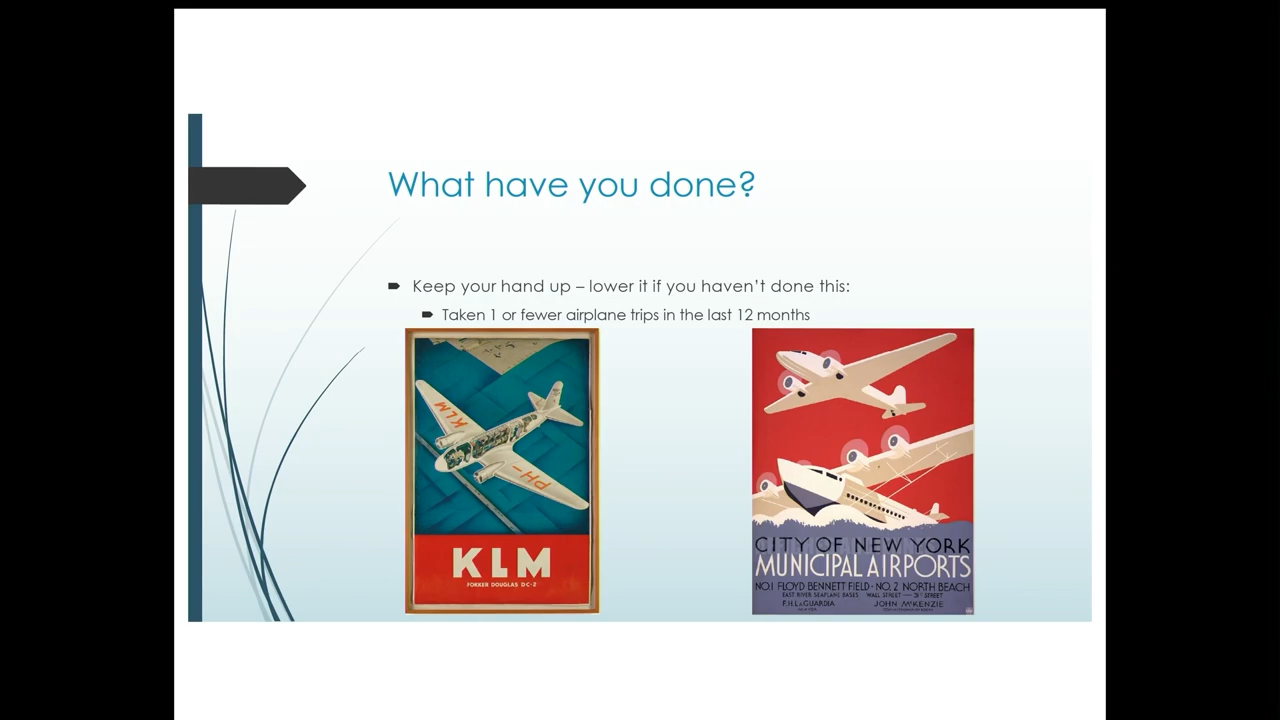 What have you done?
Keep your hand up – lower it if you haven't done this:
Taken 1 or fewer airplane trips in the last 12 months
KLM
PH-
KLM
FOKKER DOUGLAS DC-2
CITY OF NEW YORK
MUNICIPAL AIRPORTS
NO.1 FLOYD BENNETT FIELD - NO. 2 NORTH BEACH
EAST RIVER SEAPLANE BASES WALL STREET — 31ST STREET
F.H. LAGUARDIA JOHN McKENZIE